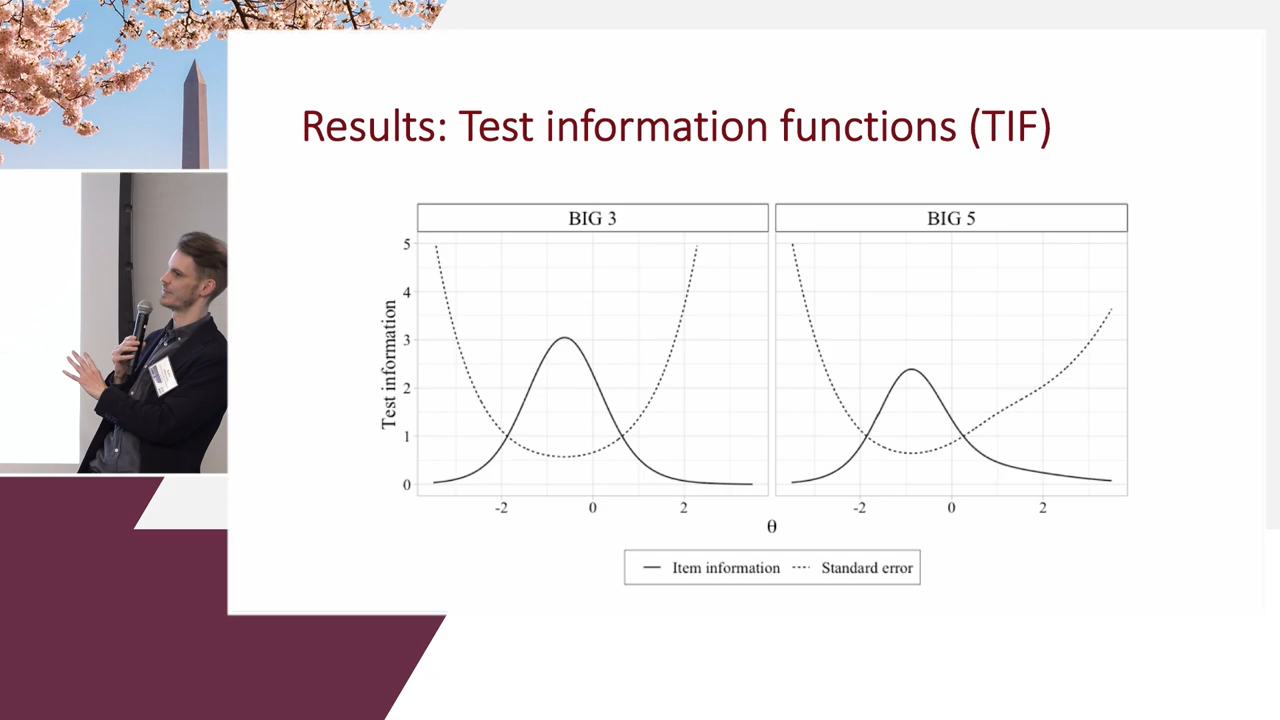 Results: Test information functions (TIF)
BIG 3
BIG 5
Test information
5
4
3
2
1
0
-2 0 2
-2 0 2
θ
Item information Standard error